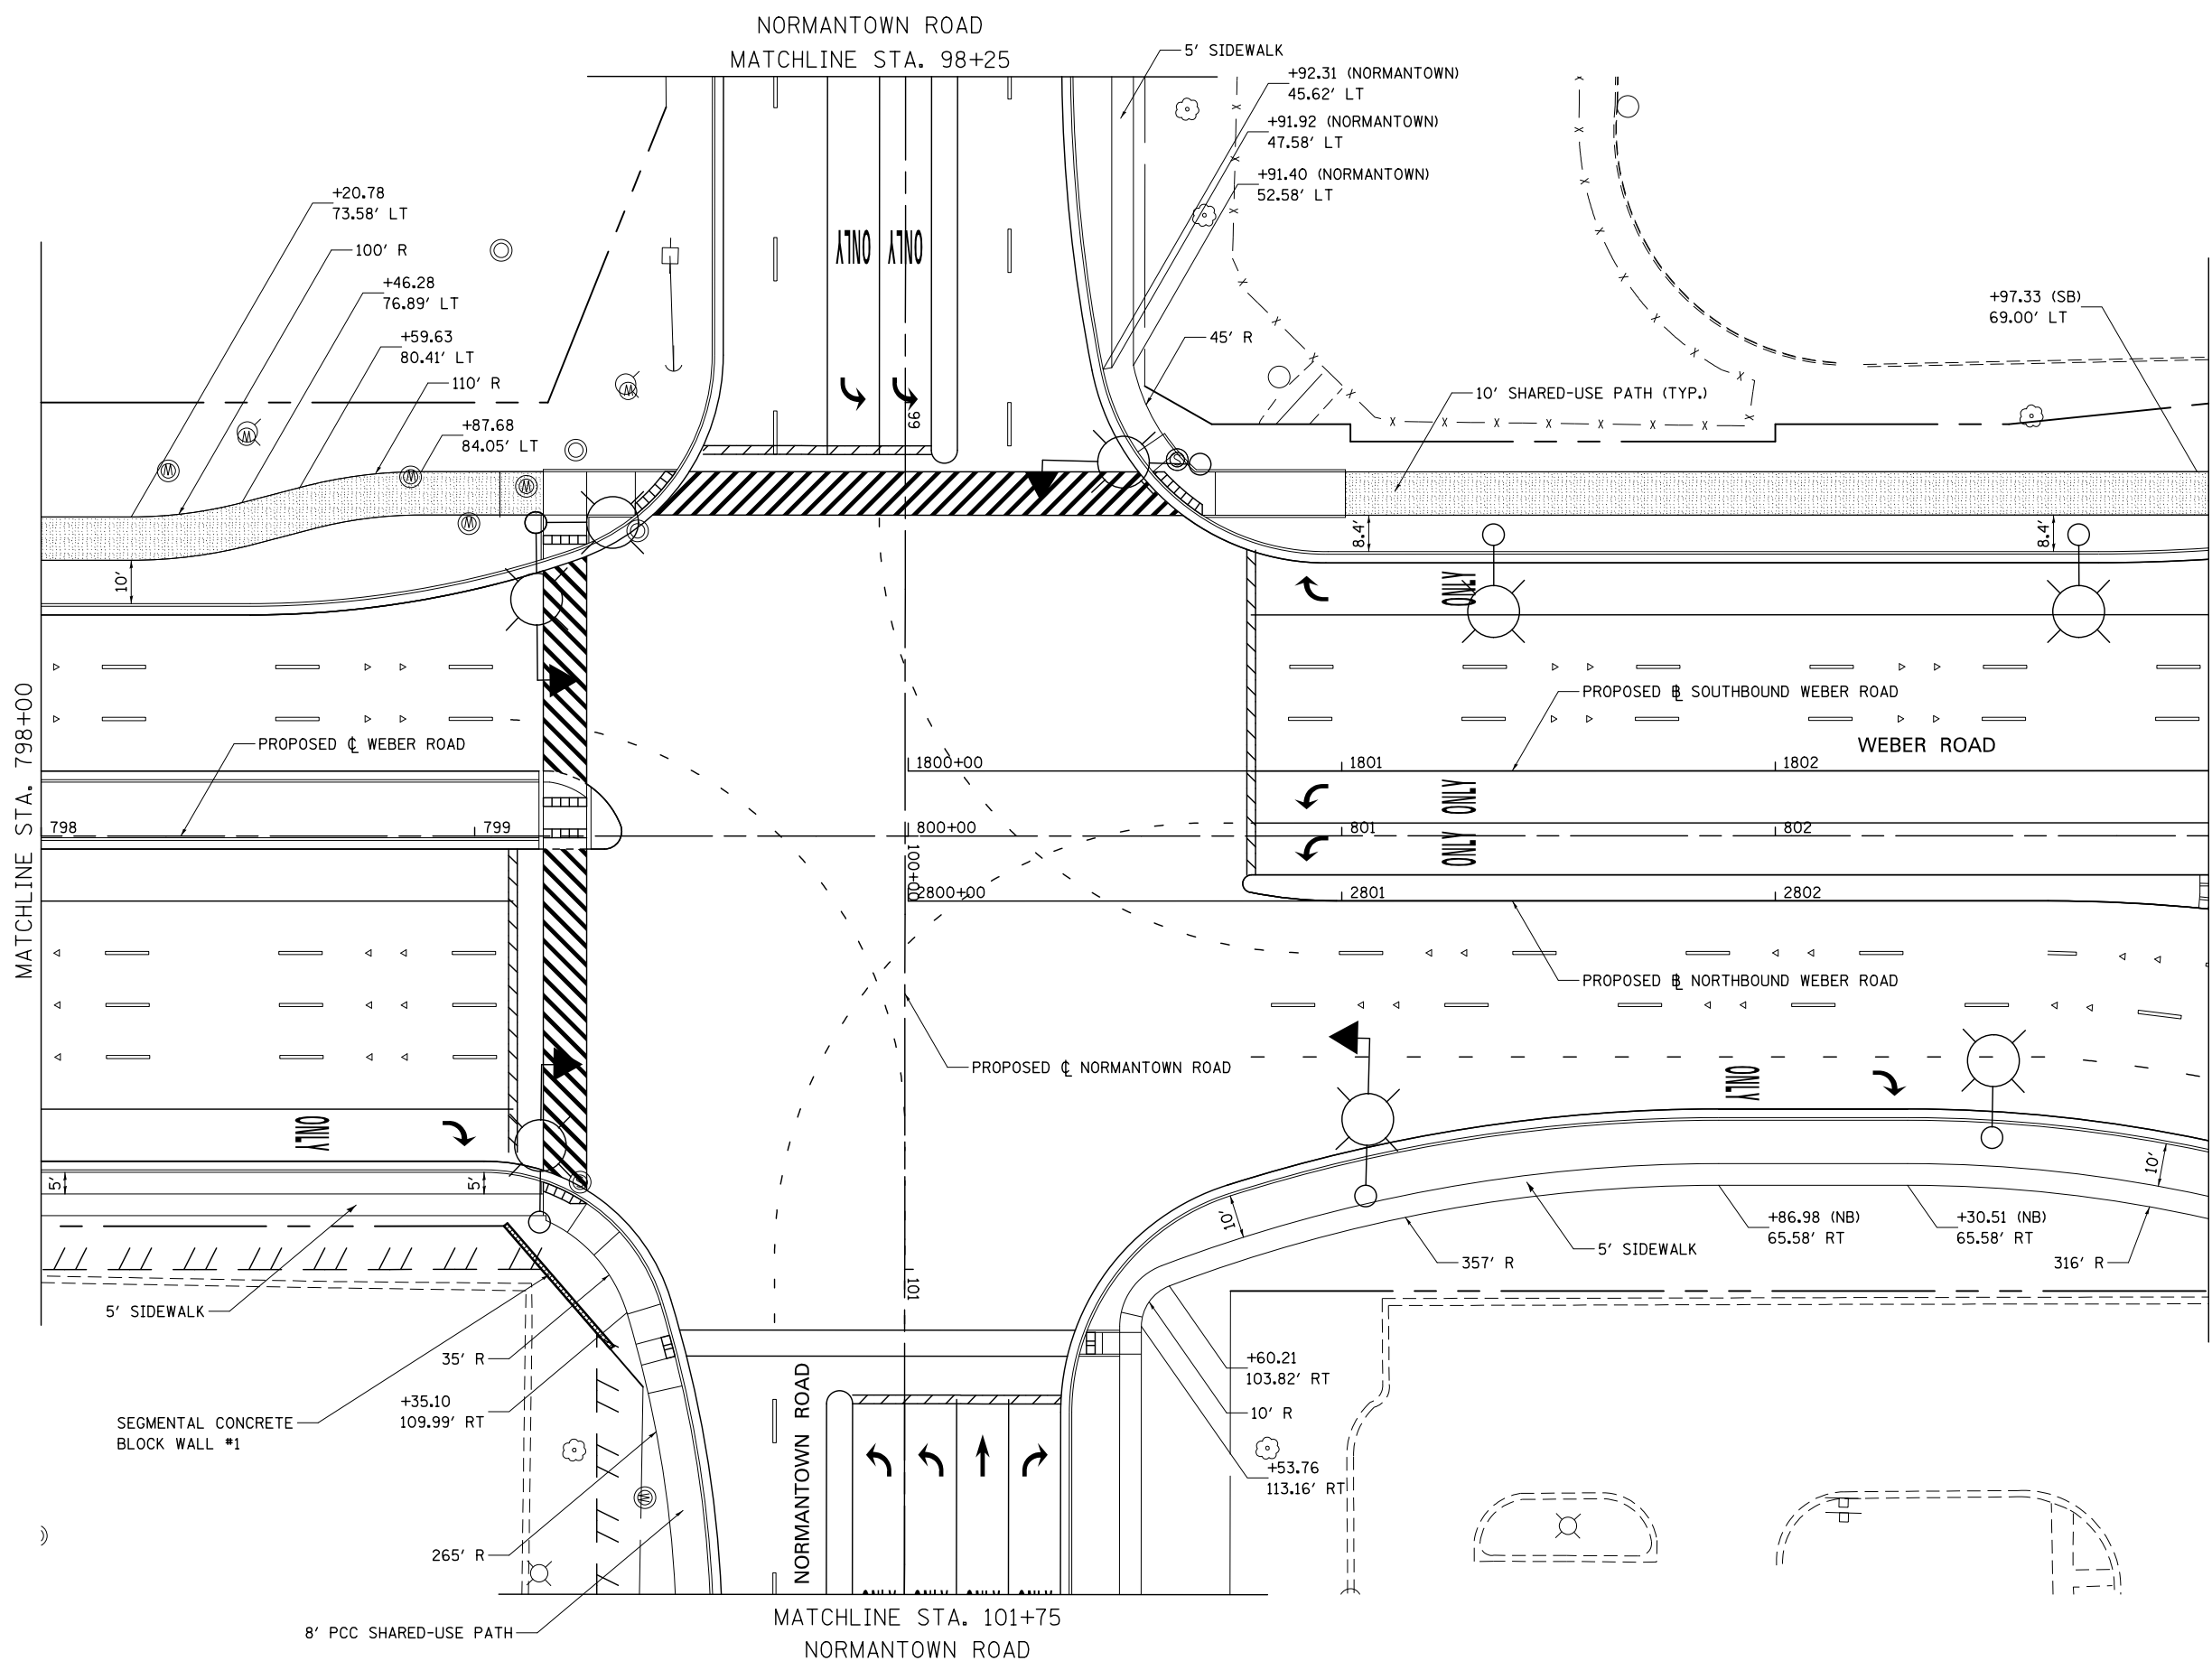 NORMANTOWN ROAD
MATCHLINE STA. 98+25
5' SIDEWALK
+92.31 (NORMANTOWN)
45.62' LT
+91.92 (NORMANTOWN)
47.58' LT
+91.40 (NORMANTOWN)
52.58' LT
+20.78
73.58' LT
100' R
+46.28
76.89' LT
+59.63
80.41' LT
110' R
+87.68
84.05' LT
ONLY
ONLY
99
45' R
+97.33 (SB)
69.00' LT
10' SHARED-USE PATH (TYP.)
W
W
W
W
W
W
S
10'
8.4'
8.4'
ONLY
PROPOSED ℄ WEBER ROAD
PROPOSED BL SOUTHBOUND WEBER ROAD
WEBER ROAD
MATCHLINE STA. 798+00
1800+00
1801
1802
ONLY
798
799
800+00
801
802
ONLY
100+00
2800+00
2801
2802
PROPOSED BL NORTHBOUND WEBER ROAD
PROPOSED ℄ NORMANTOWN ROAD
ONLY
ONLY
5'
5'
10'
10'
+86.98 (NB)
65.58' RT
+30.51 (NB)
65.58' RT
5' SIDEWALK
357' R
316' R
101
5' SIDEWALK
35' R
+35.10
109.99' RT
SEGMENTAL CONCRETE
BLOCK WALL #1
+60.21
103.82' RT
10' R
+53.76
113.16' RT
NORMANTOWN ROAD
W
265' R
ONLY
ONLY
ONLY
ONLY
8' PCC SHARED-USE PATH
MATCHLINE STA. 101+75
NORMANTOWN ROAD